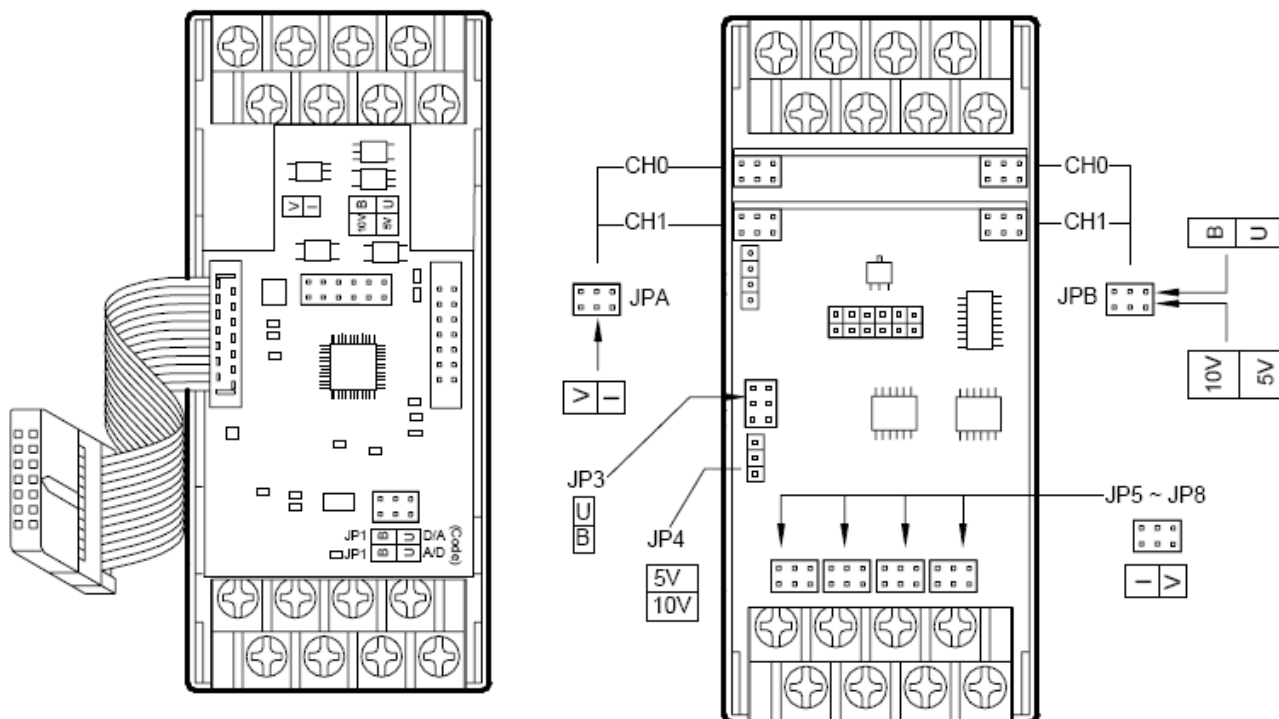 V I
B U
10V 5V
JP1 B U D/A
JP1 B U A/D
(Code)
CH0
CH1
JPA
V I
JP3
U
B
JP4
5V
10V
CH0
CH1
B U
JPB
10V 5V
JP5 ~ JP8
I V